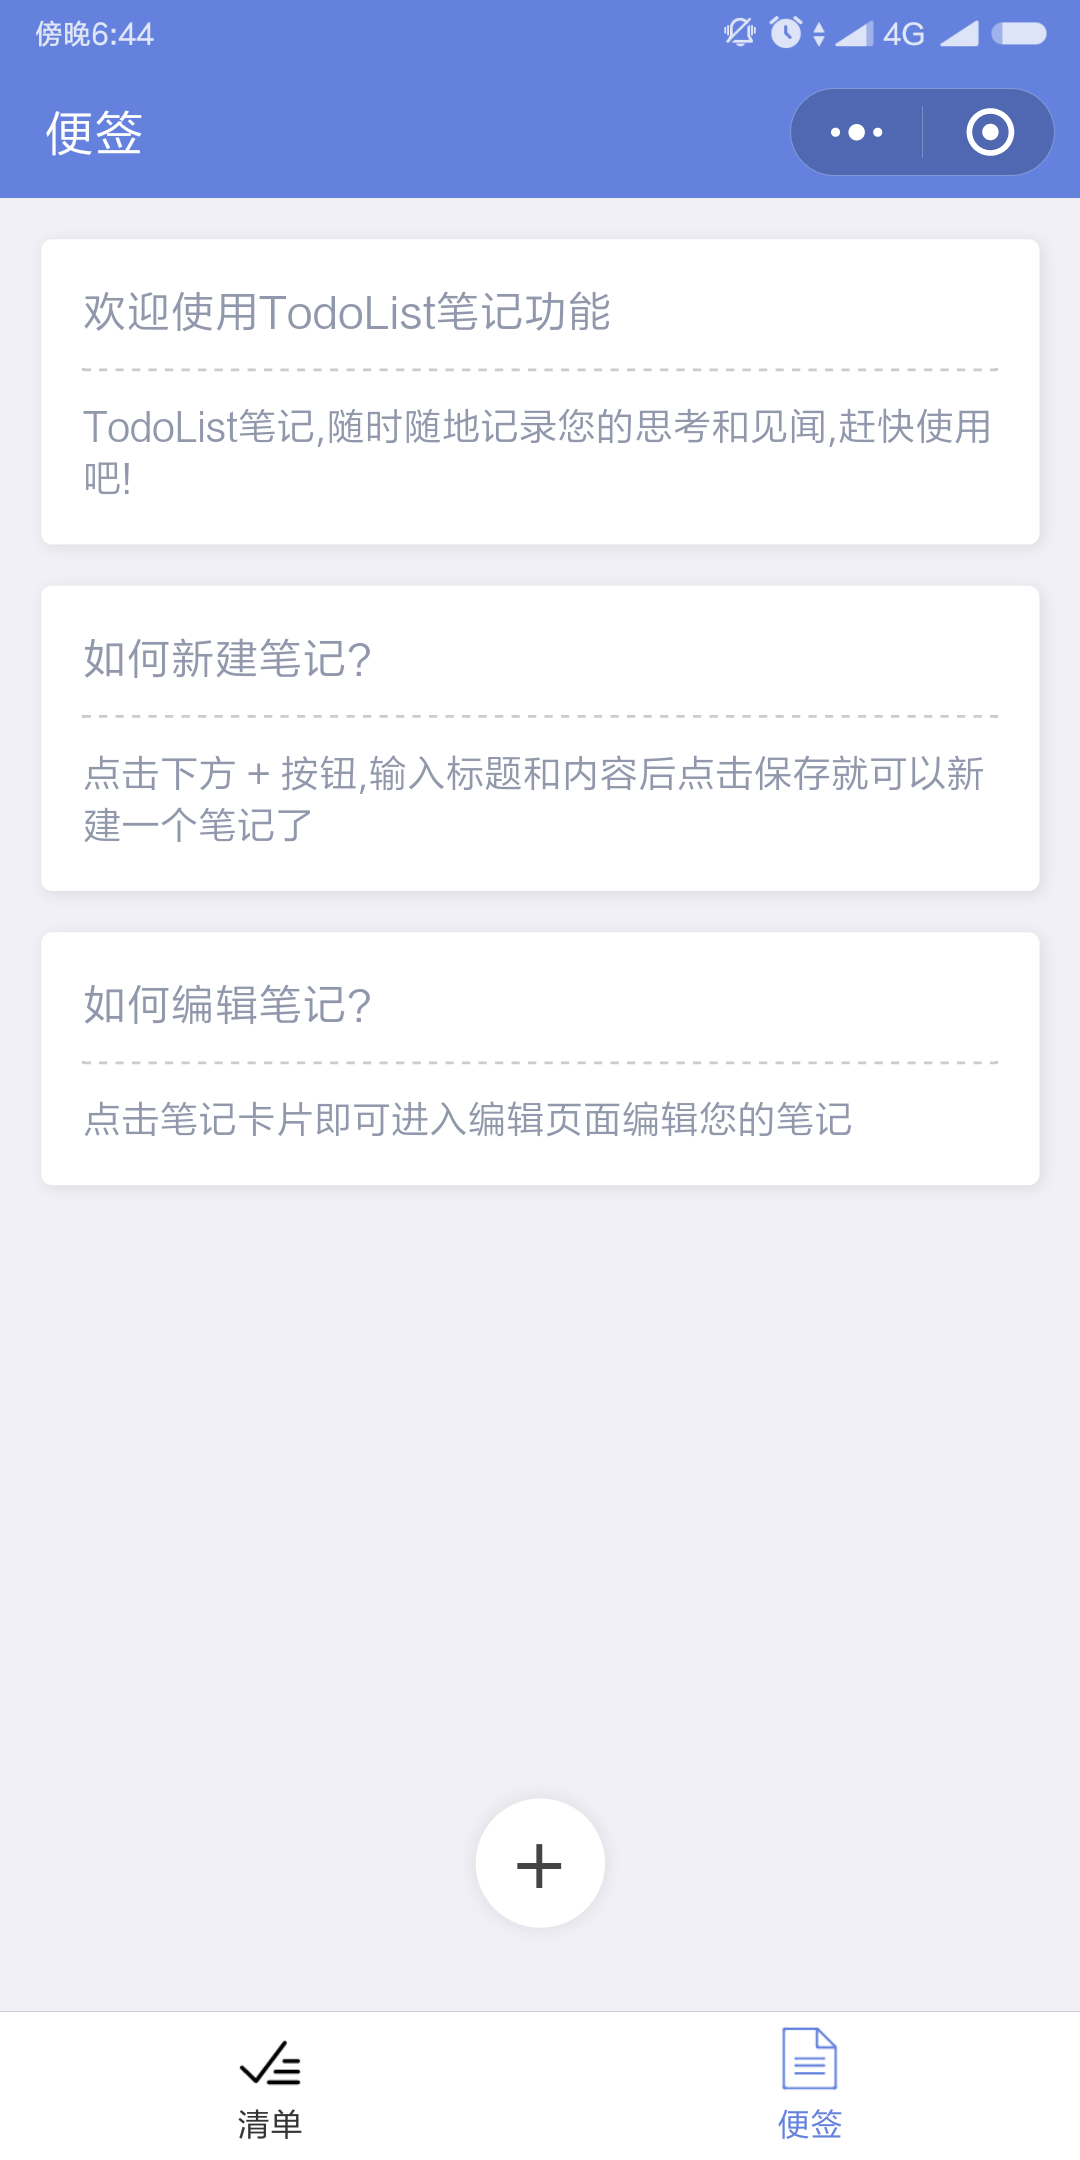 傍晚6:44
4G
便签
欢迎使用TodoList笔记功能
TodoList笔记,随时随地记录您的思考和见闻,赶快使用
吧!
如何新建笔记?
点击下方 + 按钮,输入标题和内容后点击保存就可以新
建一个笔记了
如何编辑笔记?
点击笔记卡片即可进入编辑页面编辑您的笔记
清单
便签